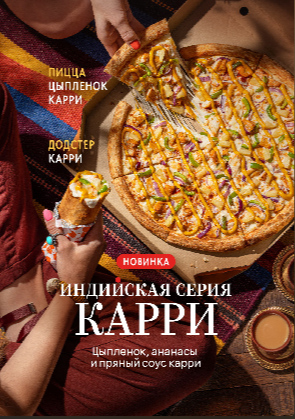 ПИЦЦА
ЦЫПЛЕНОК
КАРРИ
ДОДСТЕР
КАРРИ
НОВИНКА
ИНДИЙСКАЯ СЕРИЯ
КАРРИ
Цыпленок, ананасы
и пряный соус карри